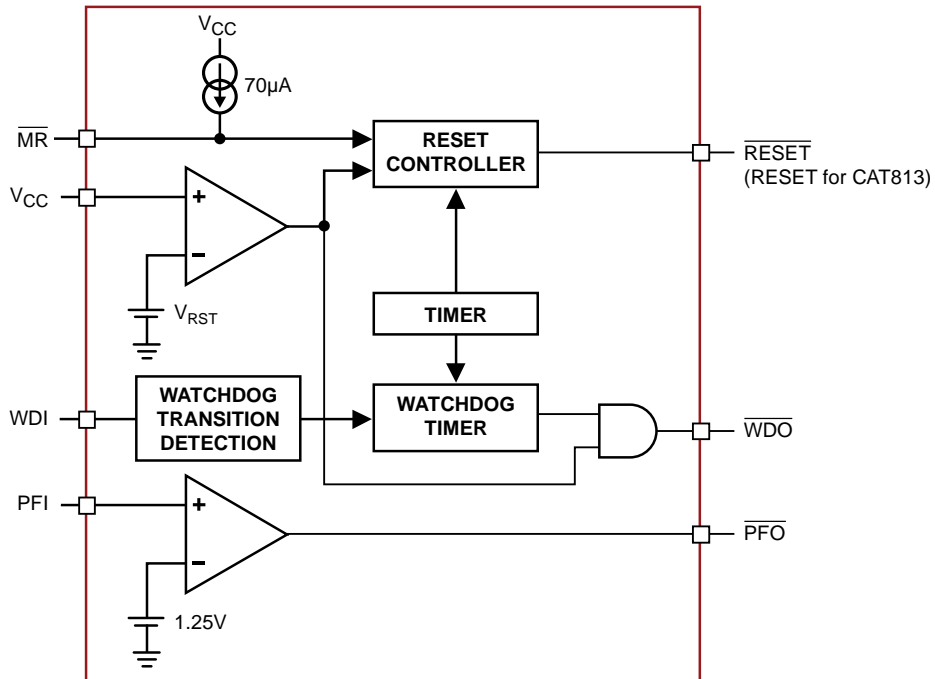 VCC
70µA
MR
RESET
CONTROLLER
RESET
(RESET for CAT813)
VCC
+
−
VRST
TIMER
WDI
WATCHDOG
TRANSITION
DETECTION
WATCHDOG
TIMER
WDO
PFI
+
−
PFO
1.25V